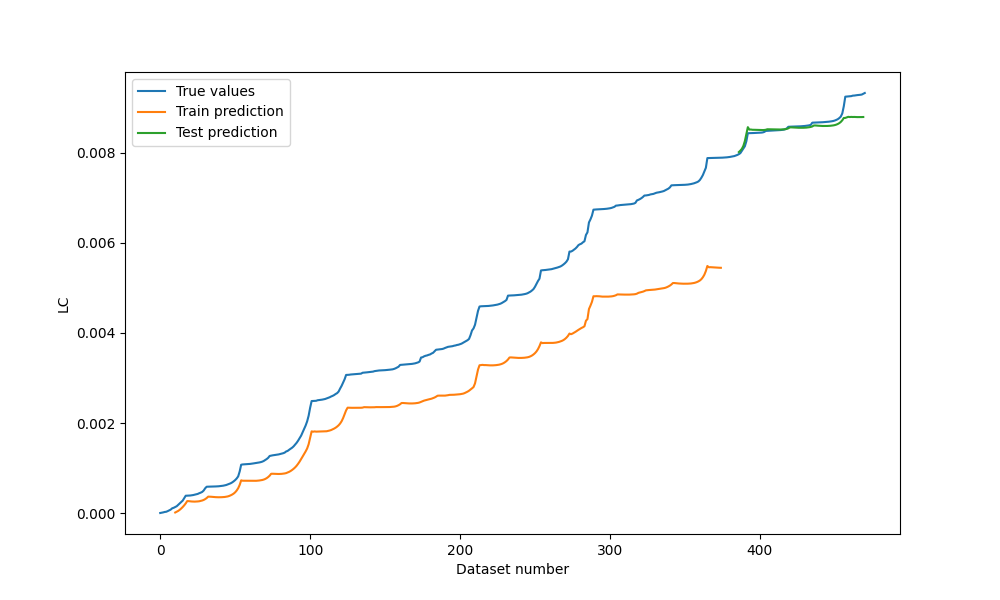 True values
Train prediction
Test prediction
0.008
0.006
0.004
0.002
0.000
LC
0 100 200 300 400
Dataset number